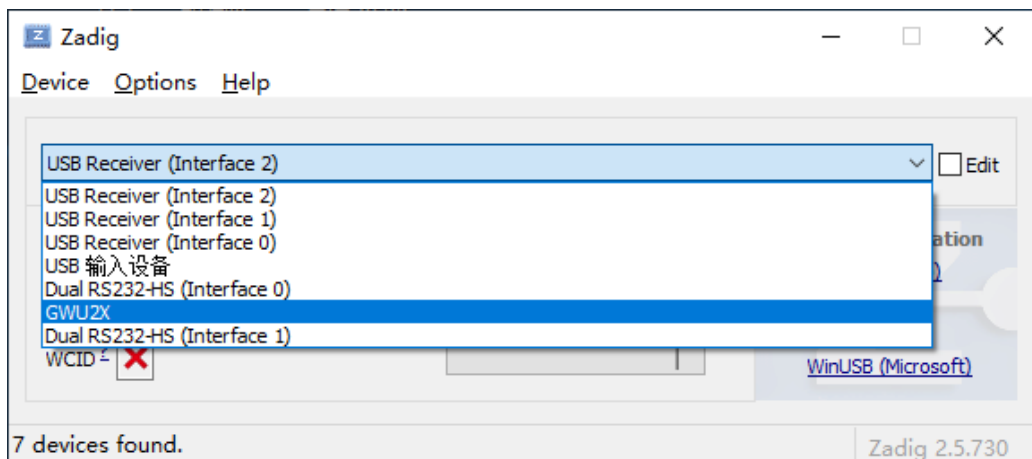 Zadig
Device Options Help
USB Receiver (Interface 2)
Edit
USB Receiver (Interface 2)
USB Receiver (Interface 1)
USB Receiver (Interface 0)
USB 输入设备
Dual RS232-HS (Interface 0)
GWU2X
Dual RS232-HS (Interface 1)
ation
)
WCID ?
WinUSB (Microsoft)
7 devices found.
Zadig 2.5.730